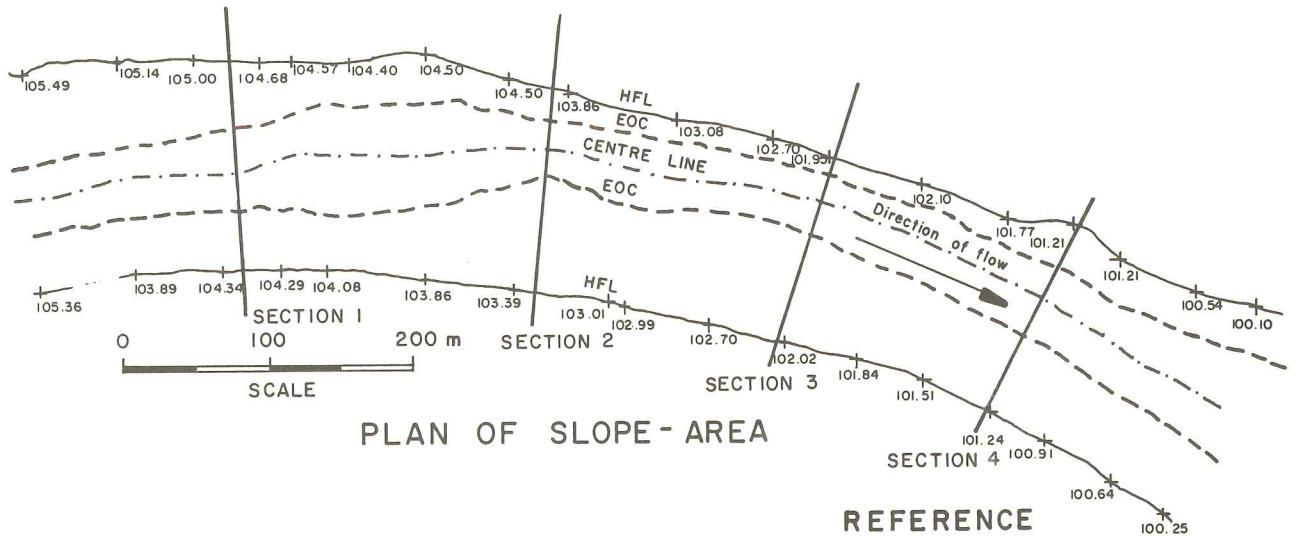 105.49
105.14
105.00
104.68
104.57
104.40
104.50
104.50
103.86
HFL
EOC
103.08
102.70
101.95
CENTRE LINE
EOC
102.10
Direction of flow
101.77
101.21
101.21
100.54
100.10
105.36
103.89
104.34
104.29
104.08
103.86
103.39
HFL
103.01
102.99
102.70
102.02
101.84
101.51
101.24
100.91
100.64
100.25
SECTION 1
SECTION 2
SECTION 3
SECTION 4
0 100 200 m
SCALE
PLAN OF SLOPE-AREA
REFERENCE